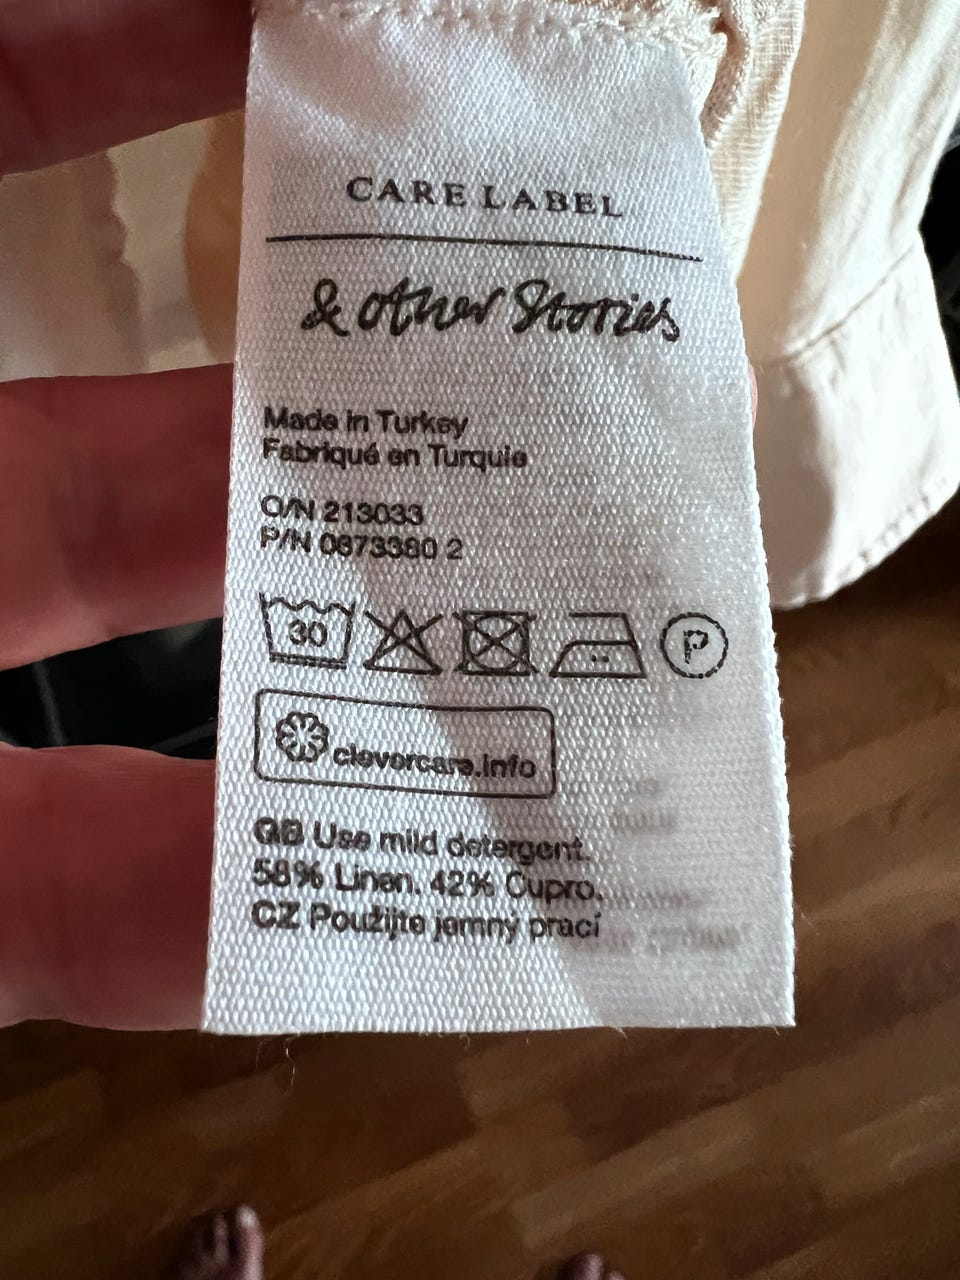 CARE LABEL
& other Stories
Made in Turkey
Fabriqué en Turquie
O/N 213033
P/N 0873380 2
30
P
clevercare.info
GB Use mild detergent.
58% Linen. 42% Cupro.
CZ Použijte jemný prací